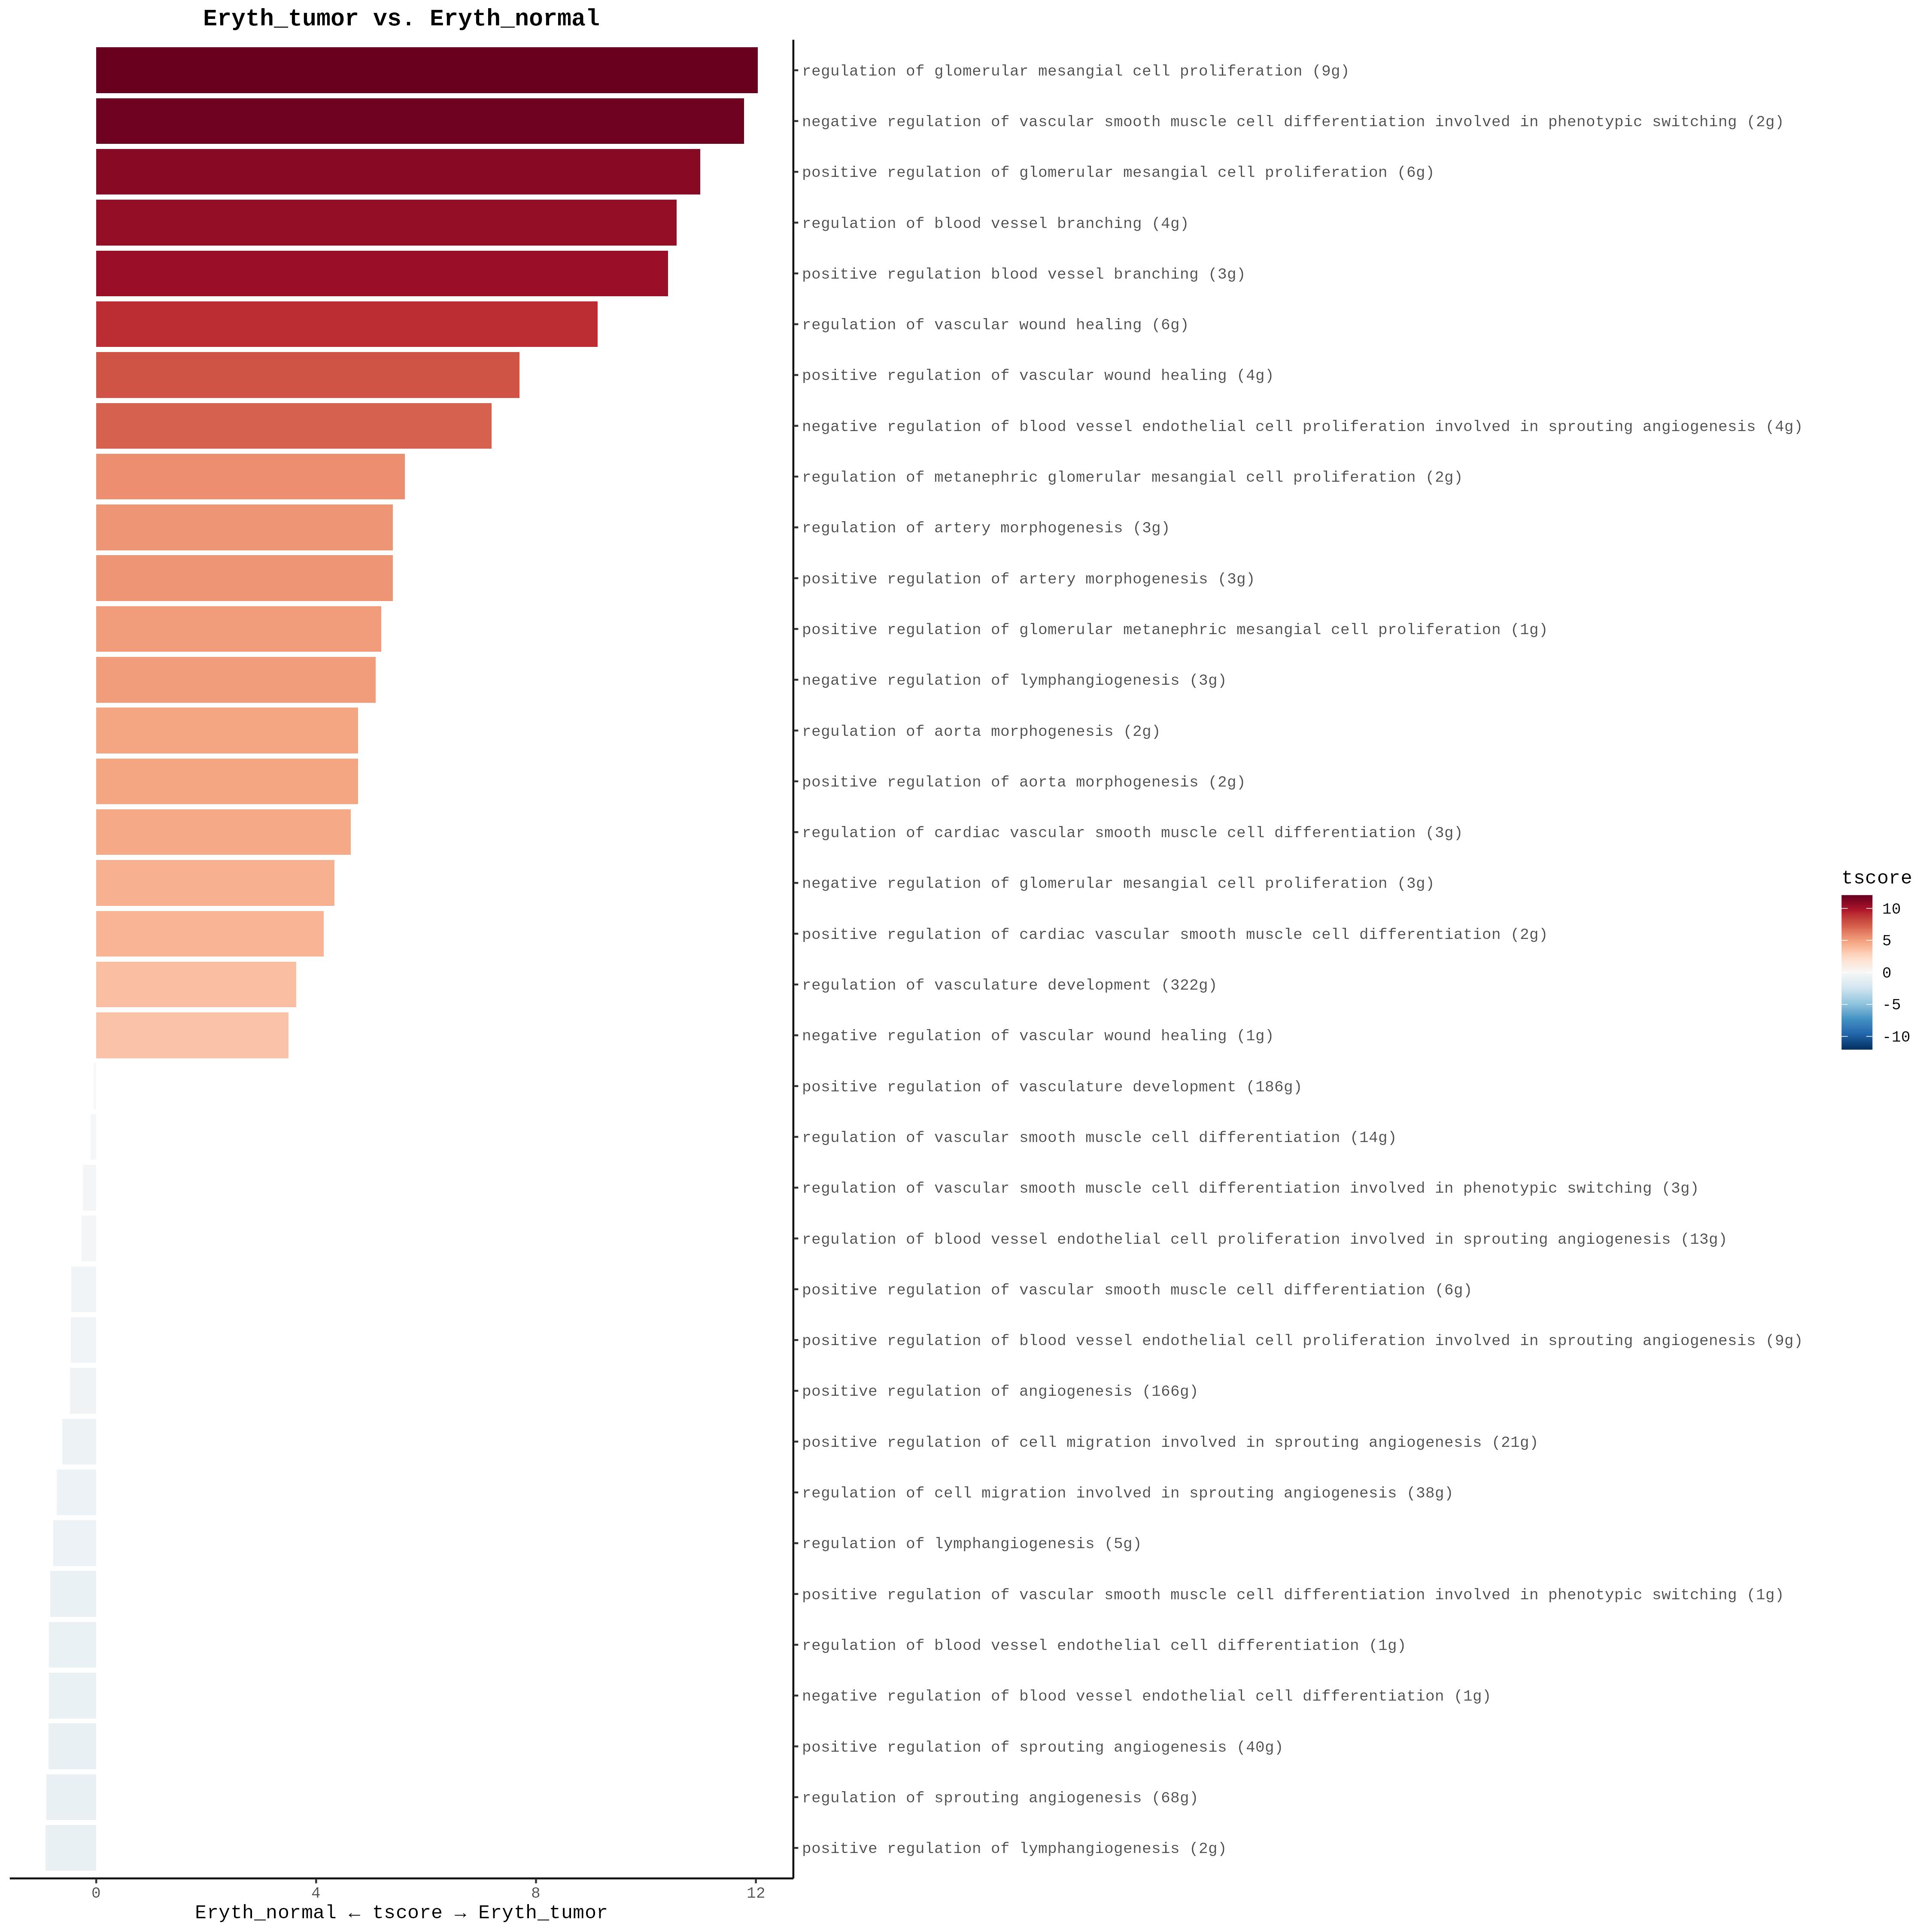 Eryth_tumor vs. Eryth_normal
regulation of glomerular mesangial cell proliferation (9g)
negative regulation of vascular smooth muscle cell differentiation involved in phenotypic switching (2g)
positive regulation of glomerular mesangial cell proliferation (6g)
regulation of blood vessel branching (4g)
positive regulation blood vessel branching (3g)
regulation of vascular wound healing (6g)
positive regulation of vascular wound healing (4g)
negative regulation of blood vessel endothelial cell proliferation involved in sprouting angiogenesis (4g)
regulation of metanephric glomerular mesangial cell proliferation (2g)
regulation of artery morphogenesis (3g)
positive regulation of artery morphogenesis (3g)
positive regulation of glomerular metanephric mesangial cell proliferation (1g)
negative regulation of lymphangiogenesis (3g)
regulation of aorta morphogenesis (2g)
positive regulation of aorta morphogenesis (2g)
regulation of cardiac vascular smooth muscle cell differentiation (3g)
negative regulation of glomerular mesangial cell proliferation (3g)
positive regulation of cardiac vascular smooth muscle cell differentiation (2g)
regulation of vasculature development (322g)
negative regulation of vascular wound healing (1g)
positive regulation of vasculature development (186g)
regulation of vascular smooth muscle cell differentiation (14g)
regulation of vascular smooth muscle cell differentiation involved in phenotypic switching (3g)
regulation of blood vessel endothelial cell proliferation involved in sprouting angiogenesis (13g)
positive regulation of vascular smooth muscle cell differentiation (6g)
positive regulation of blood vessel endothelial cell proliferation involved in sprouting angiogenesis (9g)
positive regulation of angiogenesis (166g)
positive regulation of cell migration involved in sprouting angiogenesis (21g)
regulation of cell migration involved in sprouting angiogenesis (38g)
regulation of lymphangiogenesis (5g)
positive regulation of vascular smooth muscle cell differentiation involved in phenotypic switching (1g)
regulation of blood vessel endothelial cell differentiation (1g)
negative regulation of blood vessel endothelial cell differentiation (1g)
positive regulation of sprouting angiogenesis (40g)
regulation of sprouting angiogenesis (68g)
positive regulation of lymphangiogenesis (2g)
0 4 8 12
Eryth_normal ← tscore → Eryth_tumor
tscore
10
5
0
-5
-10